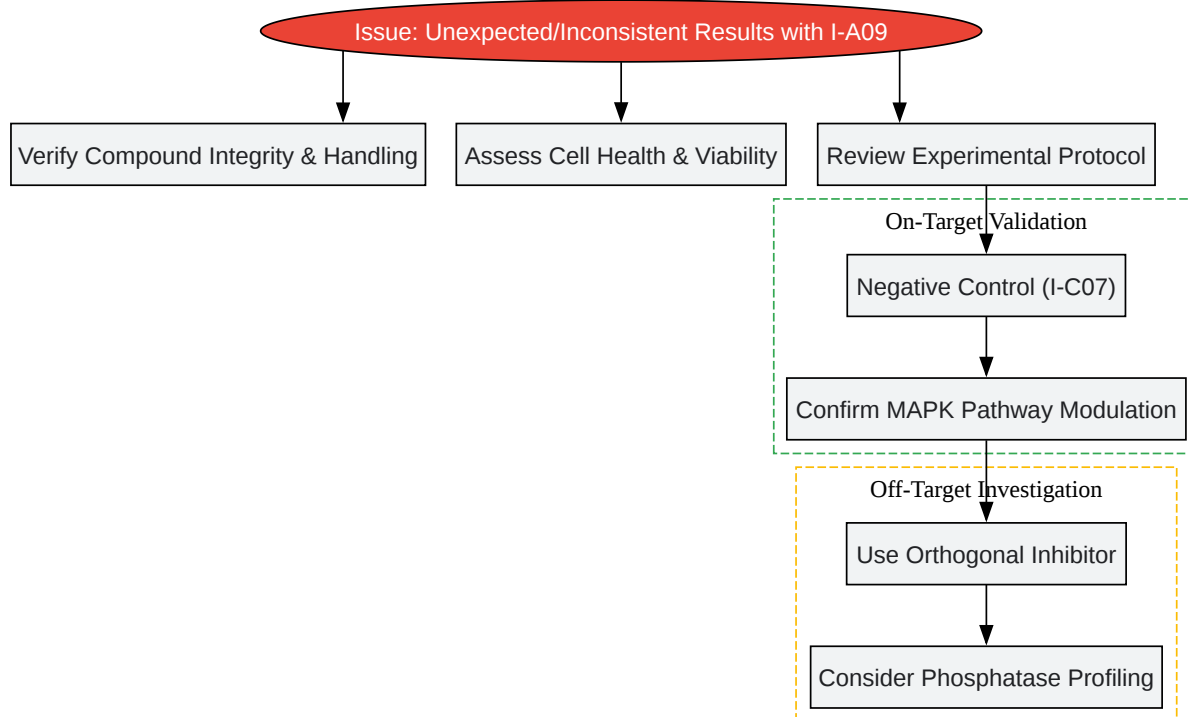 Issue: Unexpected/Inconsistent Results with I-A09
Verify Compound Integrity & Handling
Assess Cell Health & Viability
Review Experimental Protocol
On-Target Validation
Negative Control (I-C07)
Confirm MAPK Pathway Modulation
Off-Target Investigation
Use Orthogonal Inhibitor
Consider Phosphatase Profiling